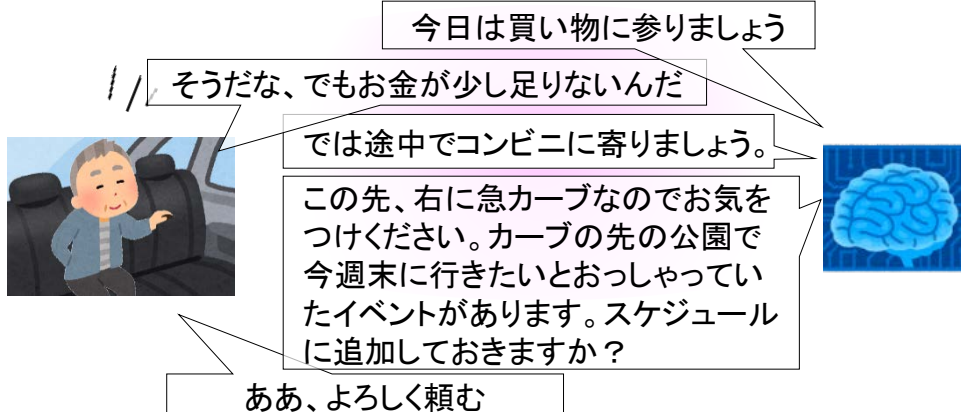 今日は買い物に参りましょう
そうだな、でもお金が少し足りないんだ
では途中でコンビニに寄りましょう。
この先、右に急カーブなのでお気を
つけください。カーブの先の公園で
今週末に行きたいとおっしゃってい
たイベントがあります。スケジュール
に追加しておきますか？
ああ、よろしく頼む